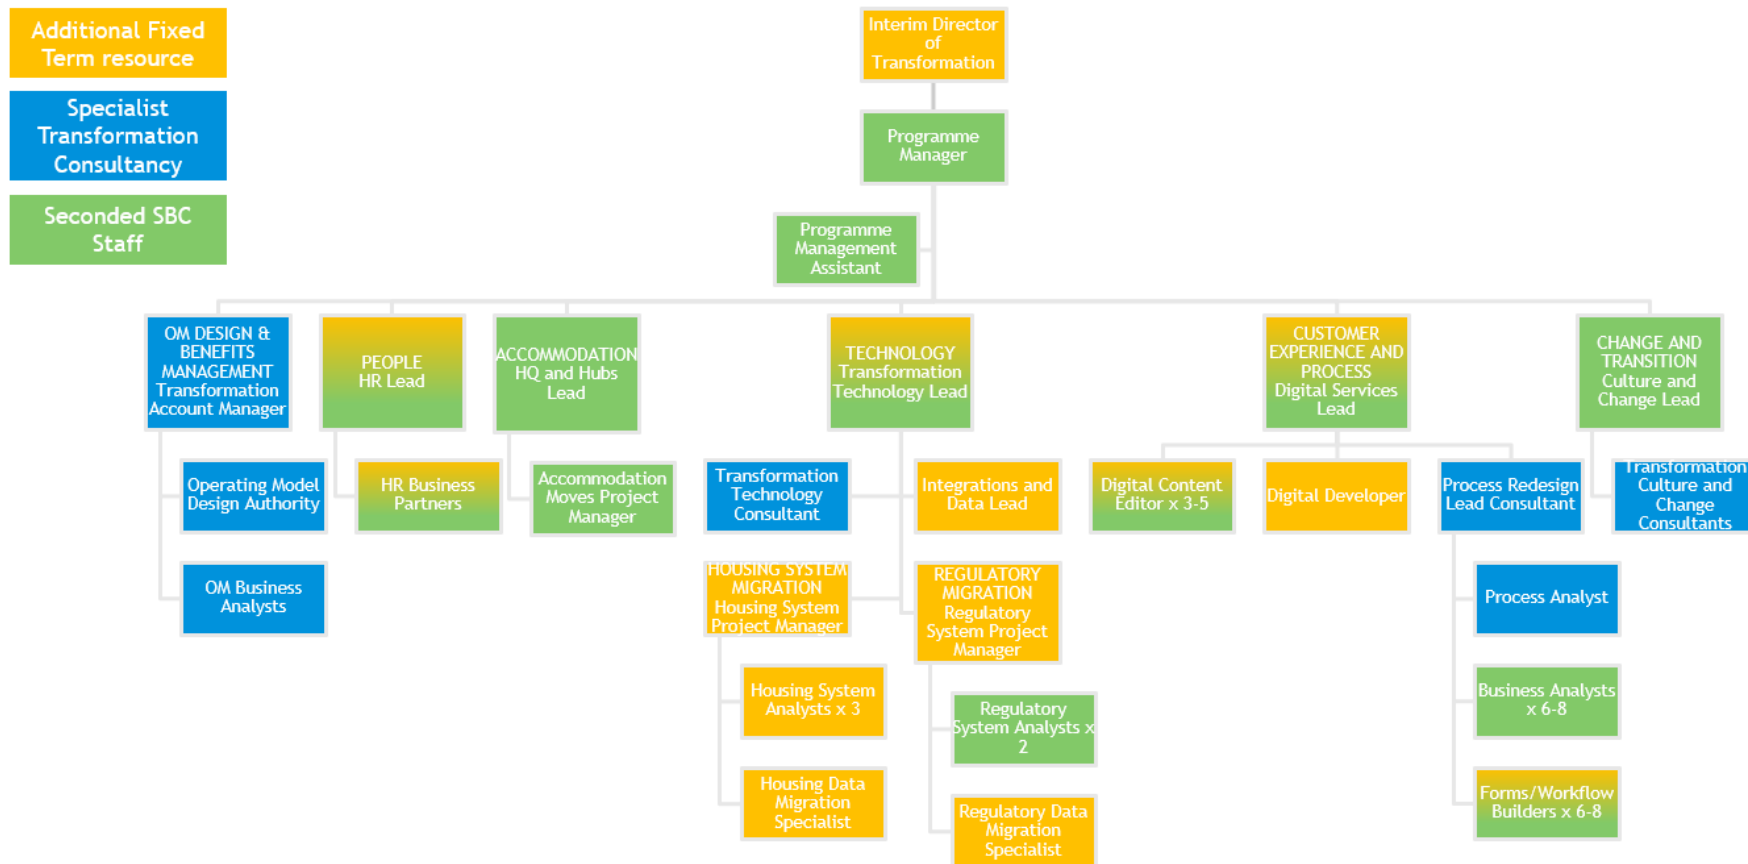 Additional Fixed
Term resource
Specialist
Transformation
Consultancy
Seconded SBC
Staff
Interim Director
of
Transformation
Programme
Manager
Programme
Management
Assistant
OM DESIGN &
BENEFITS
MANAGEMENT
Transformation
Account Manager
PEOPLE
HR Lead
ACCOMMODATION
HQ and Hubs
Lead
TECHNOLOGY
Transformation
Technology Lead
CUSTOMER
EXPERIENCE AND
PROCESS
Digital Services
Lead
CHANGE AND
TRANSITION
Culture and
Change Lead
Operating Model
Design Authority
OM Business
Analysts
HR Business
Partners
Accommodation
Moves Project
Manager
Transformation
Technology
Consultant
Integrations and
Data Lead
HOUSING SYSTEM
MIGRATION
Housing System
Project Manager
REGULATORY
MIGRATION
Regulatory
System Project
Manager
Housing System
Analysts x 3
Housing Data
Migration
Specialist
Regulatory
System Analysts x
2
Regulatory Data
Migration
Specialist
Digital Content
Editor x 3-5
Digital Developer
Process Redesign
Lead Consultant
Process Analyst
Business Analysts
x 6-8
Forms/Workflow
Builders x 6-8
Transformation
Culture and
Change
Consultants